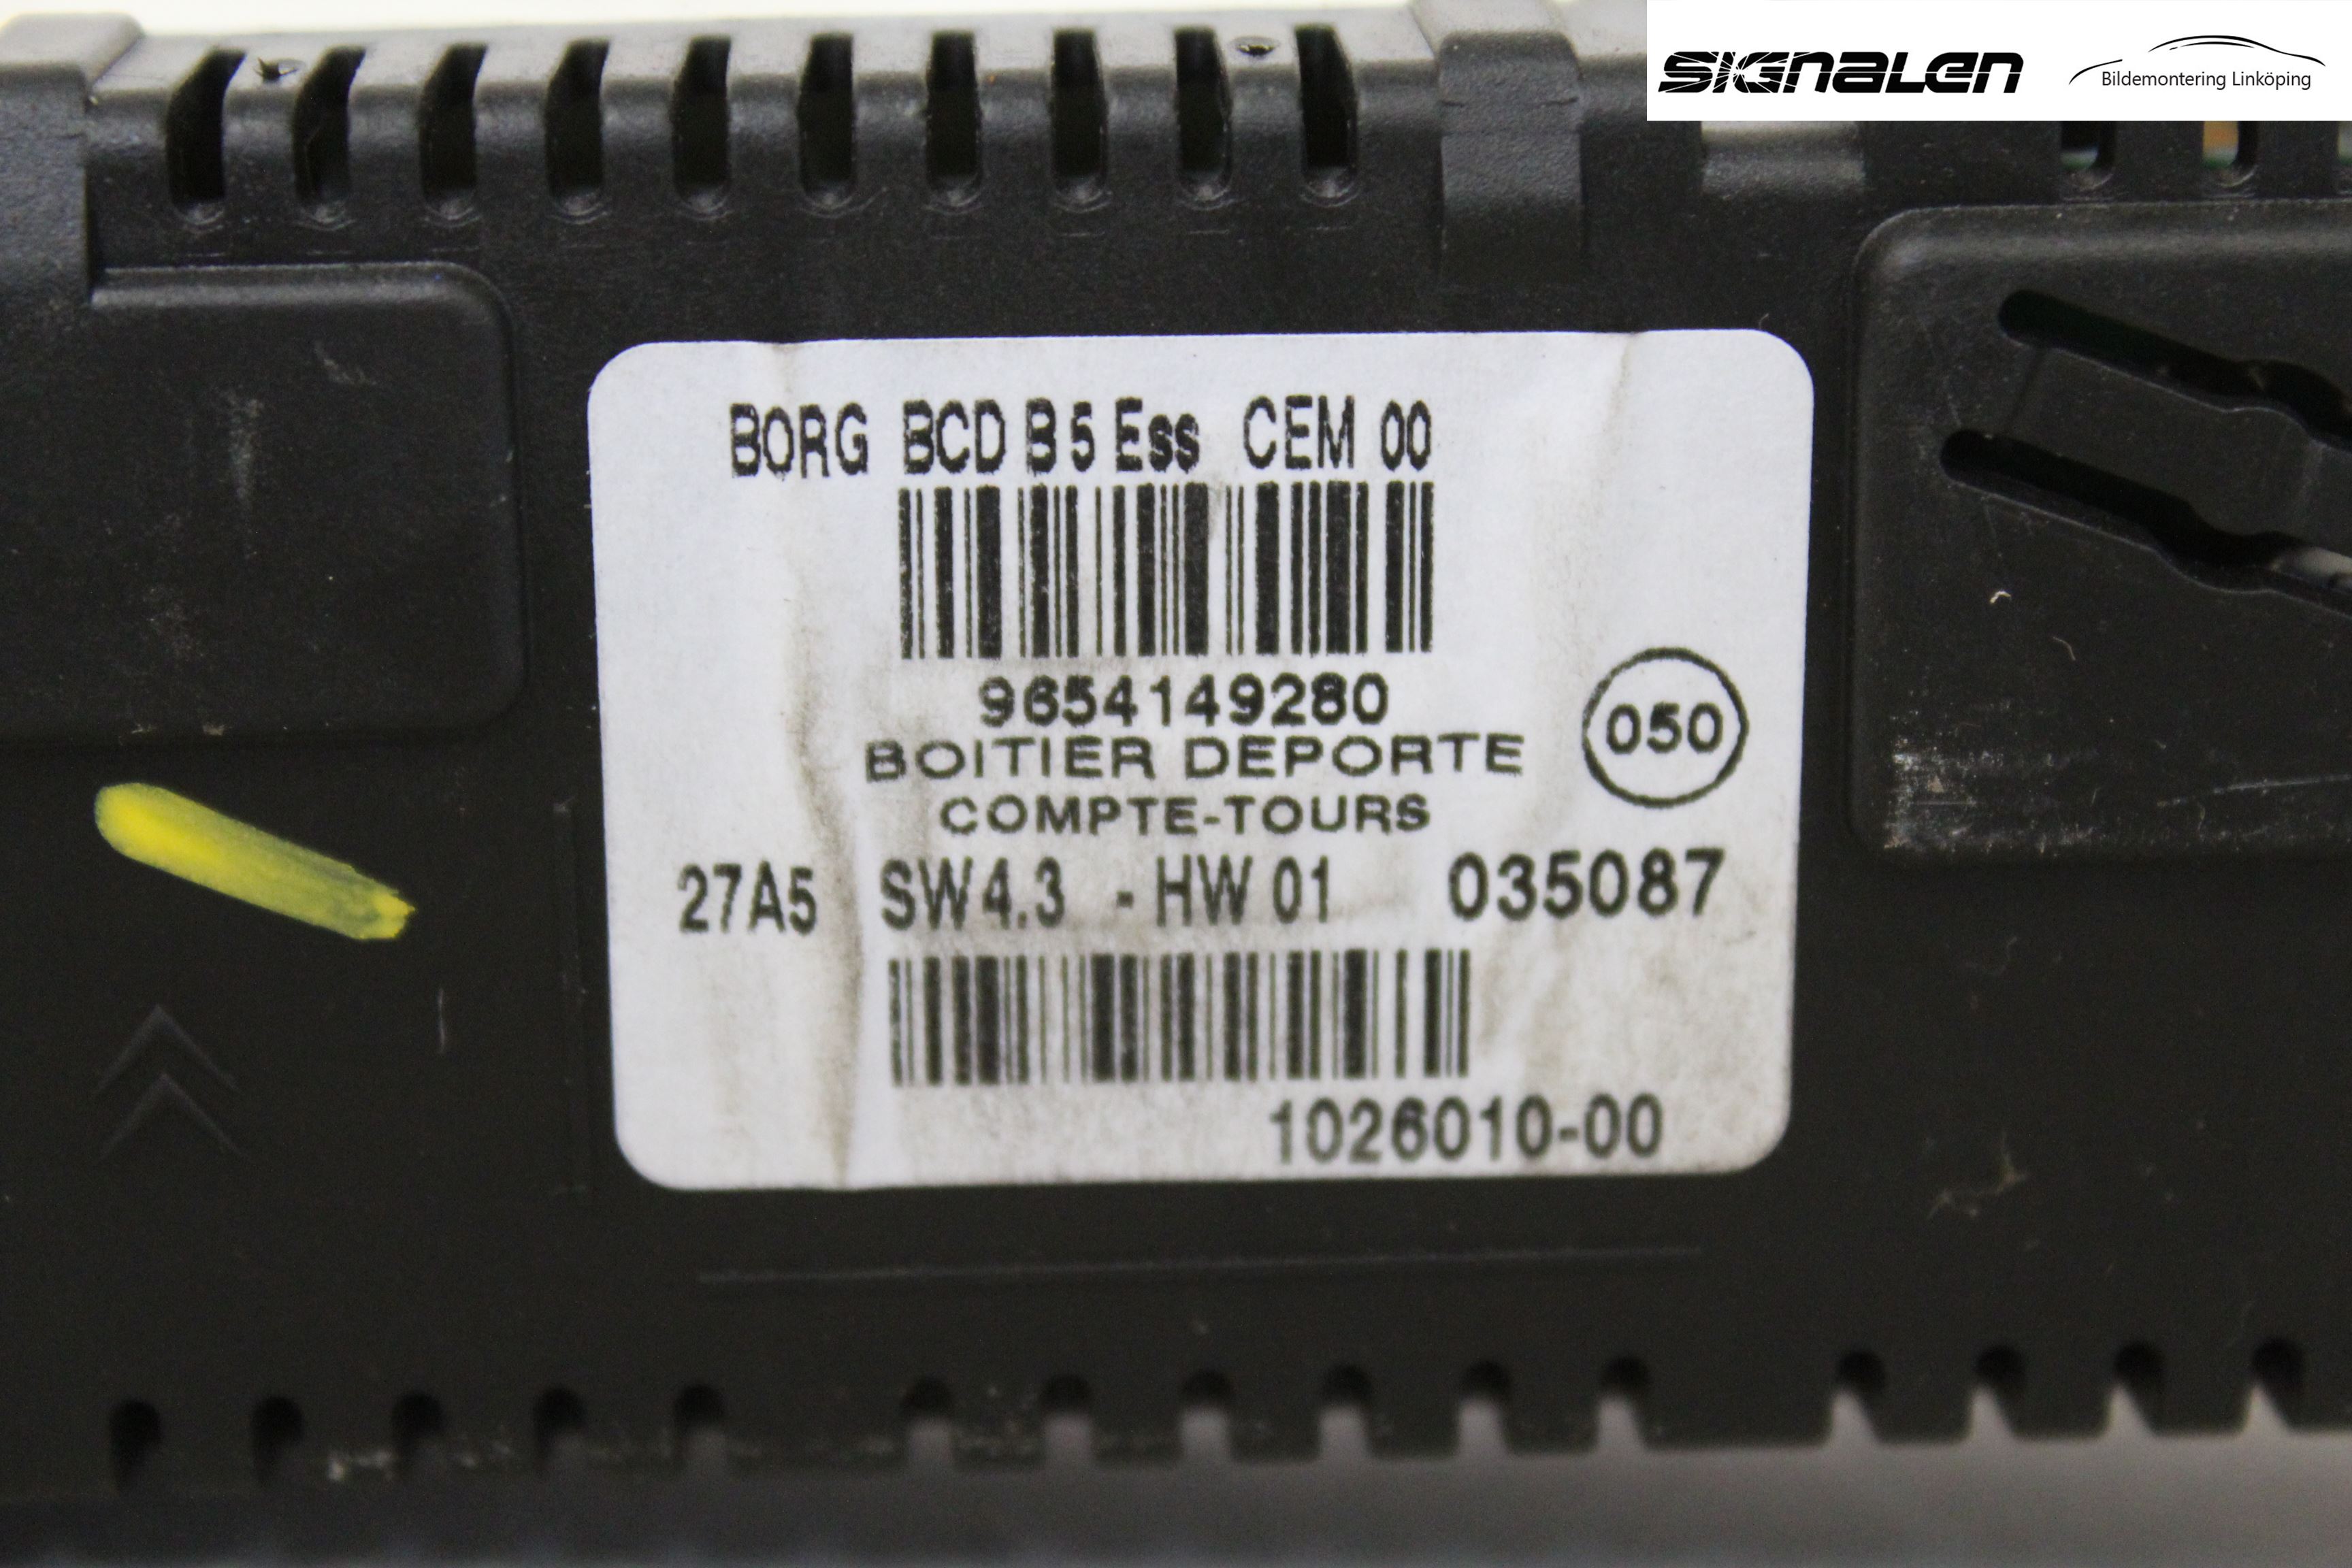 SIGNALEN
Bildemontering Linköping
BORG BCD B5 Ess CEM 00
9654149280
BOITIER DEPORTE
050
COMPTE-TOURS
27A5 SW4.3 - HW 01 035087
1026010-00